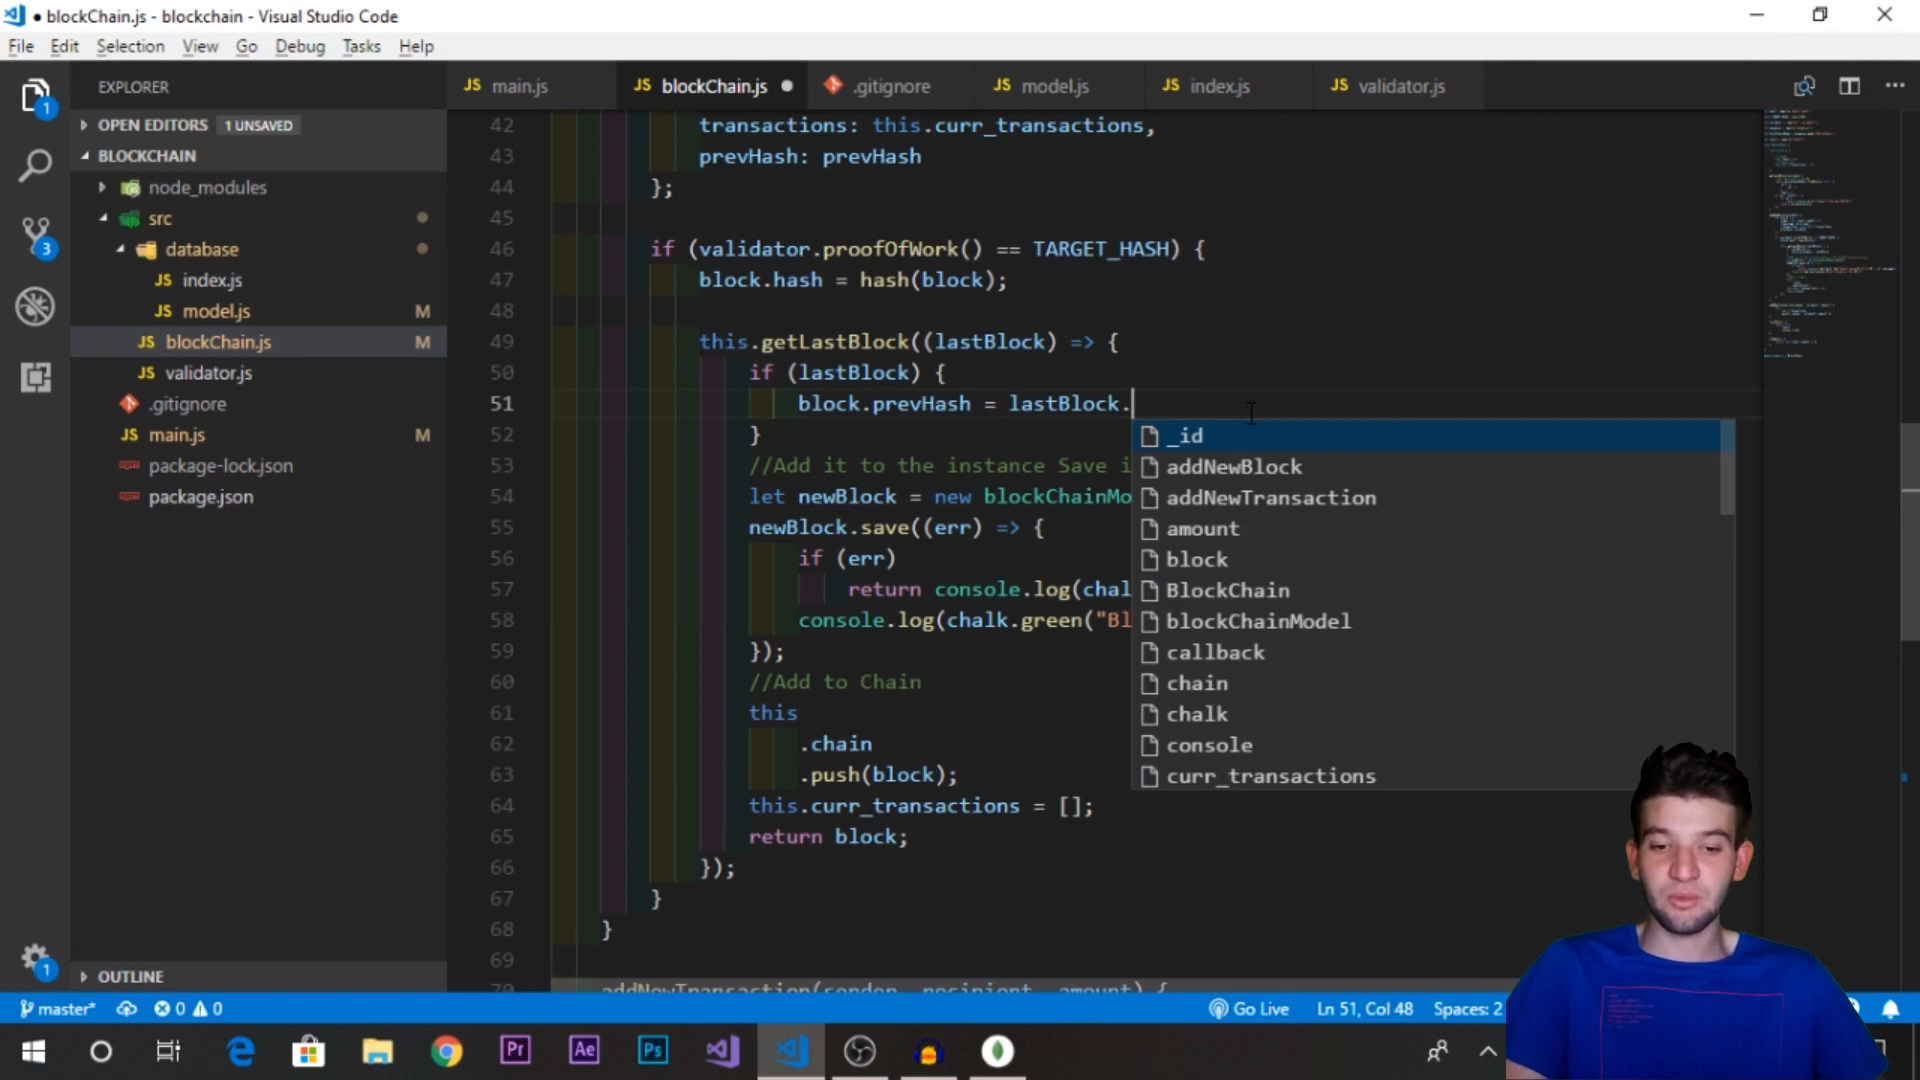 blockChain.js - blockchain - Visual Studio Code
File Edit Selection View Go Debug Tasks Help
1
EXPLORER
JS main.js
JS blockChain.js
.gitignore
JS model.js
JS index.js
JS validator.js
OPEN EDITORS 1 UNSAVED
BLOCKCHAIN
node_modules
src
3
database
JS index.js
JS model.js M
JS blockChain.js M
JS validator.js
.gitignore
JS main.js M
package-lock.json
package.json
OUTLINE
1
42 transactions: this.curr_transactions,
43 prevHash: prevHash
44 };
45
46 if (validator.proofOfWork() == TARGET_HASH) {
47 block.hash = hash(block);
48
49 this.getLastBlock((lastBlock) => {
50 if (lastBlock) {
51 block.prevHash = lastBlock.
52 }
53 //Add it to the instance Save i
54 let newBlock = new blockChainMo
55 newBlock.save((err) => {
56 if (err)
57 return console.log(chal
58 console.log(chalk.green("Bl
59 });
60 //Add to Chain
61 this
62 .chain
63 .push(block);
64 this.curr_transactions = [];
65 return block;
66 });
67 }
68 }
69
70 addNewTransaction(sender, recipient, amount) {
_id
addNewBlock
addNewTransaction
amount
block
BlockChain
blockChainModel
callback
chain
chalk
console
curr_transactions
master* 0 0
Go Live
Ln 51, Col 48
Spaces: 2
Pr
Ae
Ps